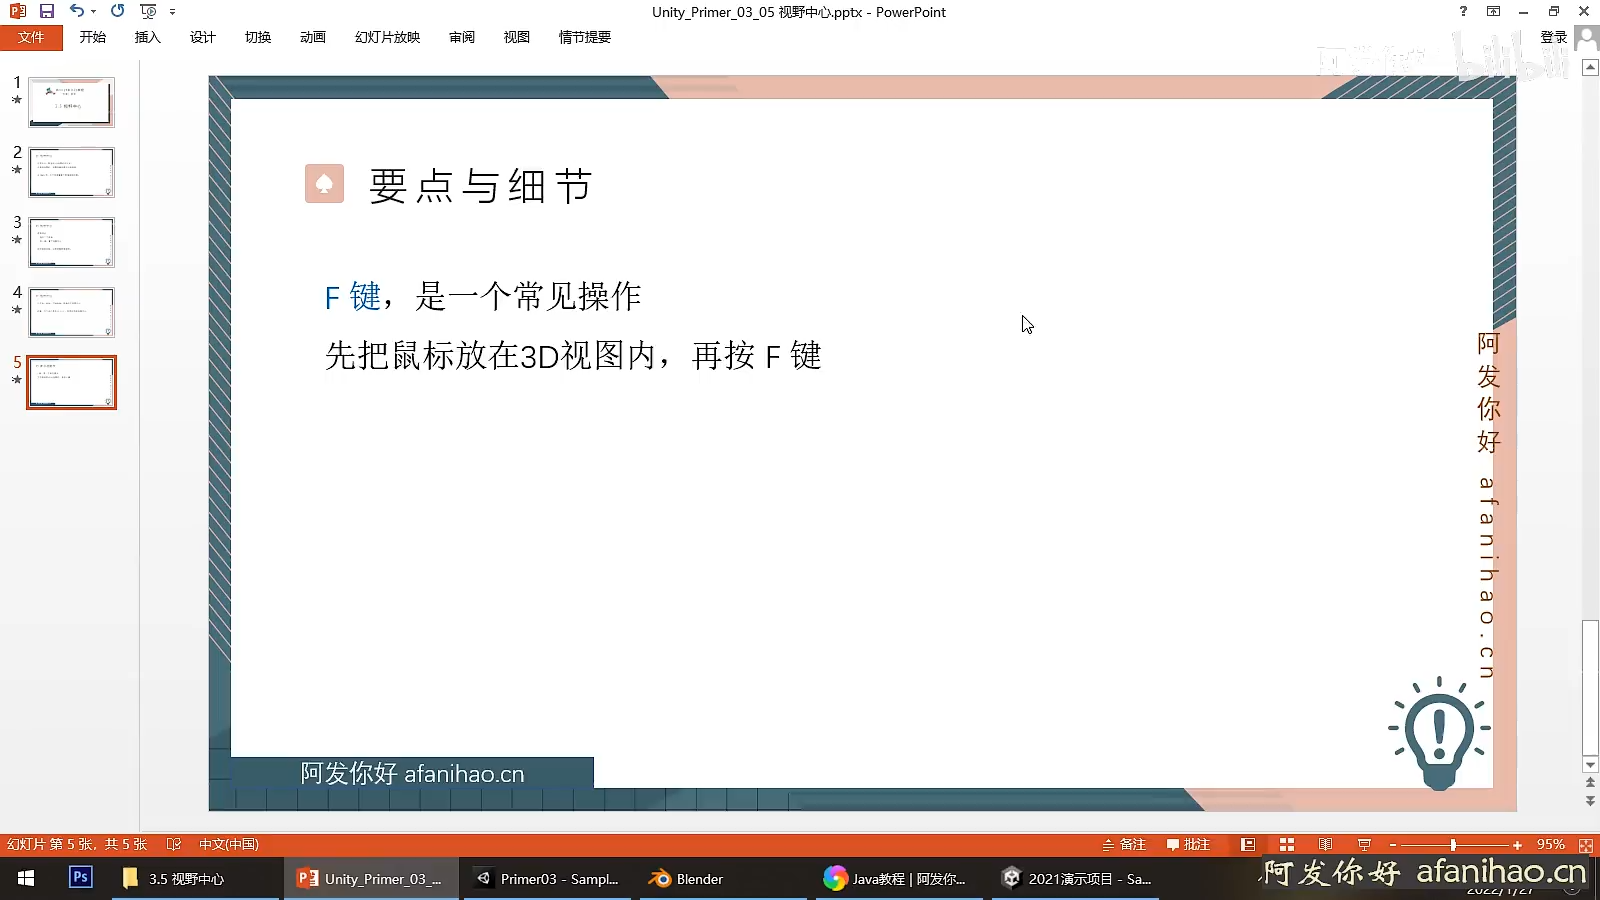 Unity_Primer_03_05 视野中心.pptx - PowerPoint
文件 开始 插入 设计 切换 动画 幻灯片放映 审阅 视图 情节提要 登录
bilibili
1
2
3
4
5
要点与细节
F 键，是一个常见操作
先把鼠标放在3D视图内，再按 F 键
阿发你好 afanihao.cn
阿发你好 afanihao.cn
幻灯片 第 5 张，共 5 张 中文(中国) 备注 批注 95%
Ps 3.5 视野中心 Unity_Primer_03_... Primer03 - Sampl... Blender Java教程 | 阿发你... 2021演示项目 - Sa...
阿发你好 afanihao.cn
2022/1/27